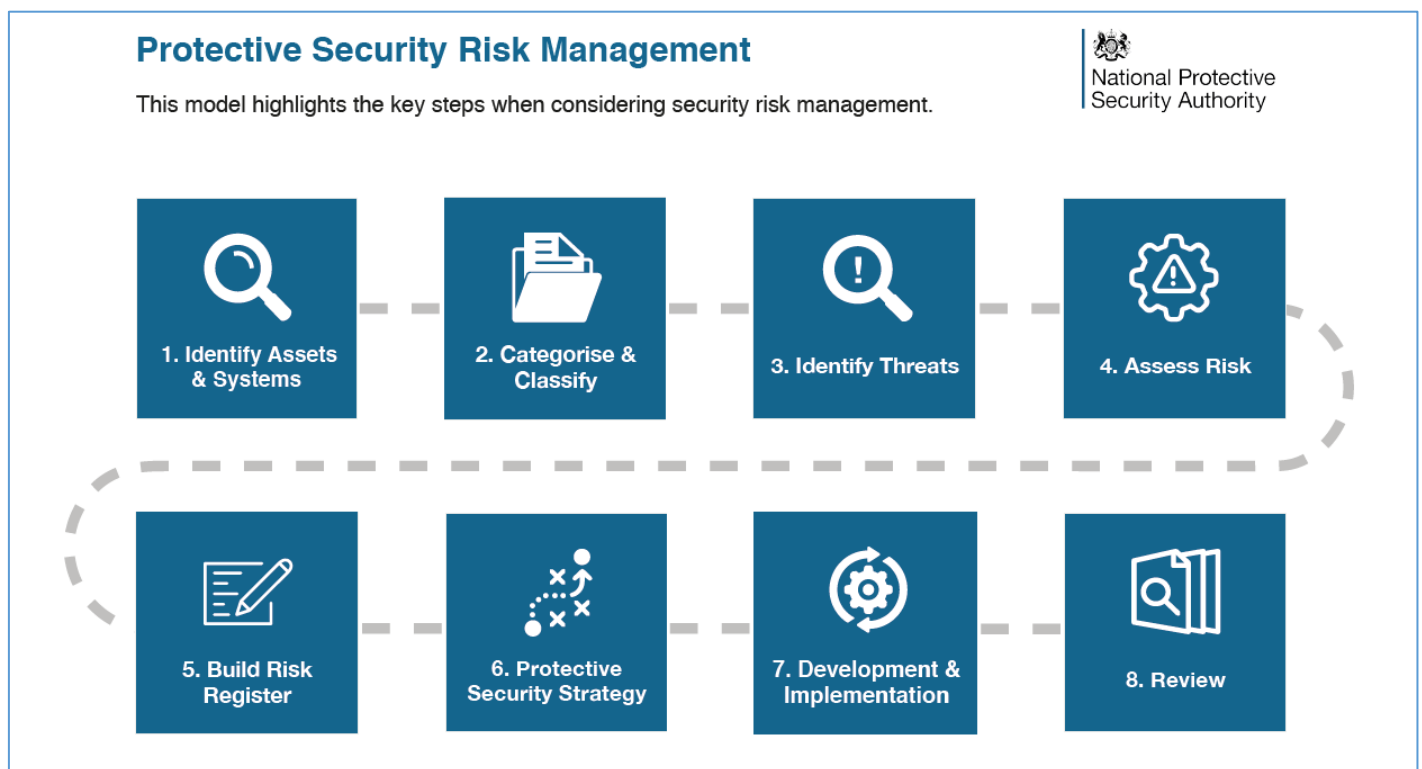 Protective Security Risk Management
This model highlights the key steps when considering security risk management.
National Protective
Security Authority
1. Identify Assets
& Systems
2. Categorise &
Classify
3. Identify Threats
4. Assess Risk
5. Build Risk
Register
6. Protective
Security Strategy
7. Development &
Implementation
8. Review